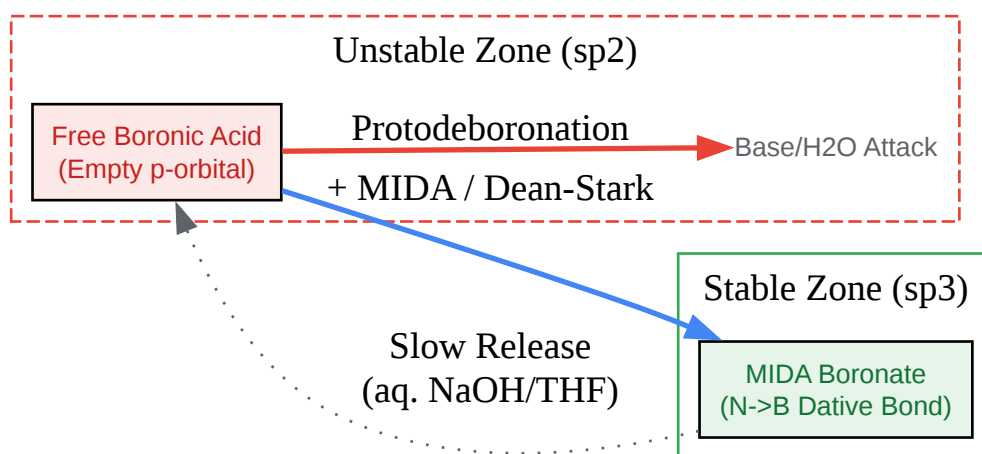 Unstable Zone (sp2)
Free Boronic Acid
(Empty p-orbital)
Protodeboronation
Base/H2O Attack
+ MIDA / Dean-Stark
Stable Zone (sp3)
Slow Release
(aq. NaOH/THF)
MIDA Boronate
(N->B Dative Bond)